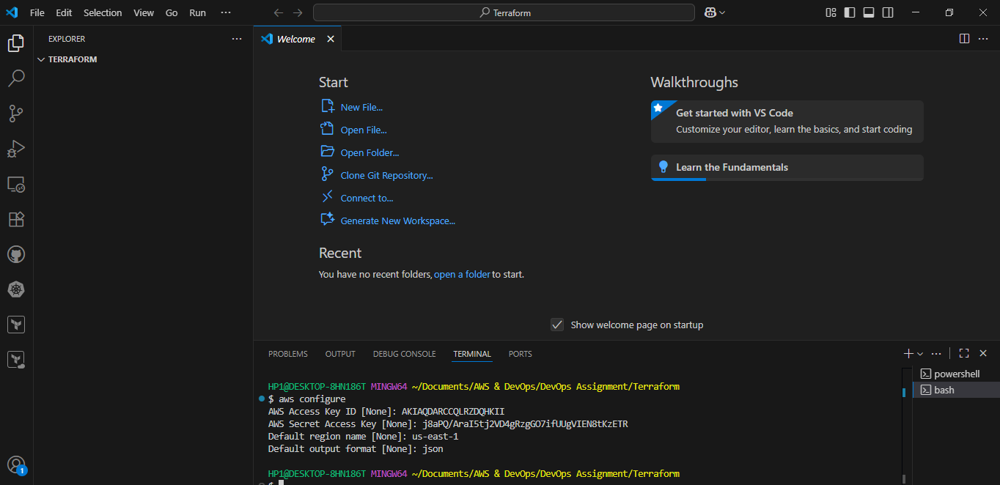 File Edit Selection View Go Run ···
Terraform
EXPLORER ···
TERRAFORM
Welcome
Start
New File...
Open File...
Open Folder...
Clone Git Repository...
Connect to...
Generate New Workspace...
Recent
You have no recent folders, open a folder to start.
Walkthroughs
Get started with VS Code
Customize your editor, learn the basics, and start coding
Learn the Fundamentals
Show welcome page on startup
PROBLEMS OUTPUT DEBUG CONSOLE TERMINAL PORTS
powershell
bash
HP1@DESKTOP-8HN186T MINGW64 ~/Documents/AWS & DevOps/DevOps Assignment/Terraform
$ aws configure
AWS Access Key ID [None]: AKIAQDARCCQLRZDQHKII
AWS Secret Access Key [None]: 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
Default region name [None]: us-east-1
Default output format [None]: json
HP1@DESKTOP-8HN186T MINGW64 ~/Documents/AWS & DevOps/DevOps Assignment/Terraform
$
1